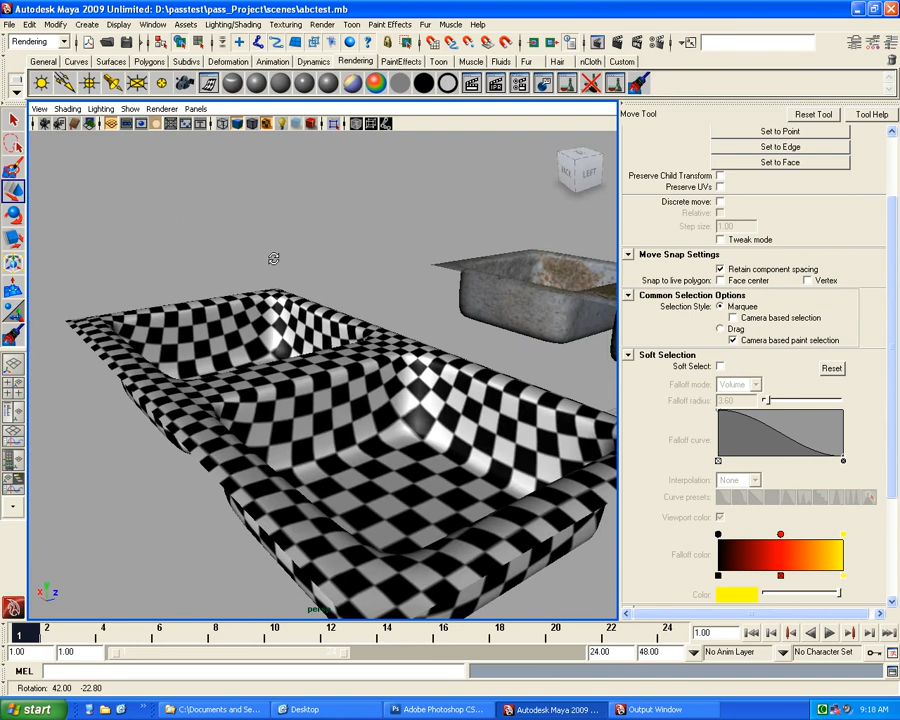 Autodesk Maya 2009 Unlimited: D:\passtest\pass_Project\scenes\abctest.mb
File Edit Modify Create Display Window Assets Lighting/Shading Texturing Render Toon Paint Effects Fur Muscle Help
Rendering
General Curves Surfaces Polygons Subdivs Deformation Animation Dynamics Rendering PaintEffects Toon Muscle Fluids Fur Hair nCloth Custom
View Shading Lighting Show Renderer Panels
Move Tool Reset Tool Tool Help
Set to Point
Set to Edge
Set to Face
Preserve Child Transform
Preserve UVs
Discrete move:
Relative:
Step size: 1.00
Tweak mode
Move Snap Settings
Retain component spacing
Snap to live polygon: Face center Vertex
Common Selection Options
Selection Style: Marquee
Camera based selection
Drag
Camera based paint selection
Soft Selection
Soft Select: Reset
Falloff mode: Volume
Falloff radius: 3.60
Falloff curve:
Interpolation: None
Curve presets:
Viewport color:
Falloff color:
Color:
BACK LEFT
Y
X Z
persp
1 2 4 6 8 10 12 14 16 18 20 22 24 1.00
1.00 1.00 24.00 48.00 No Anim Layer No Character Set
MEL
Rotation: 42.00 -22.80
start C:\Documents and Se... Desktop Adobe Photoshop CS... Autodesk Maya 2009 ... Output Window 9:18 AM